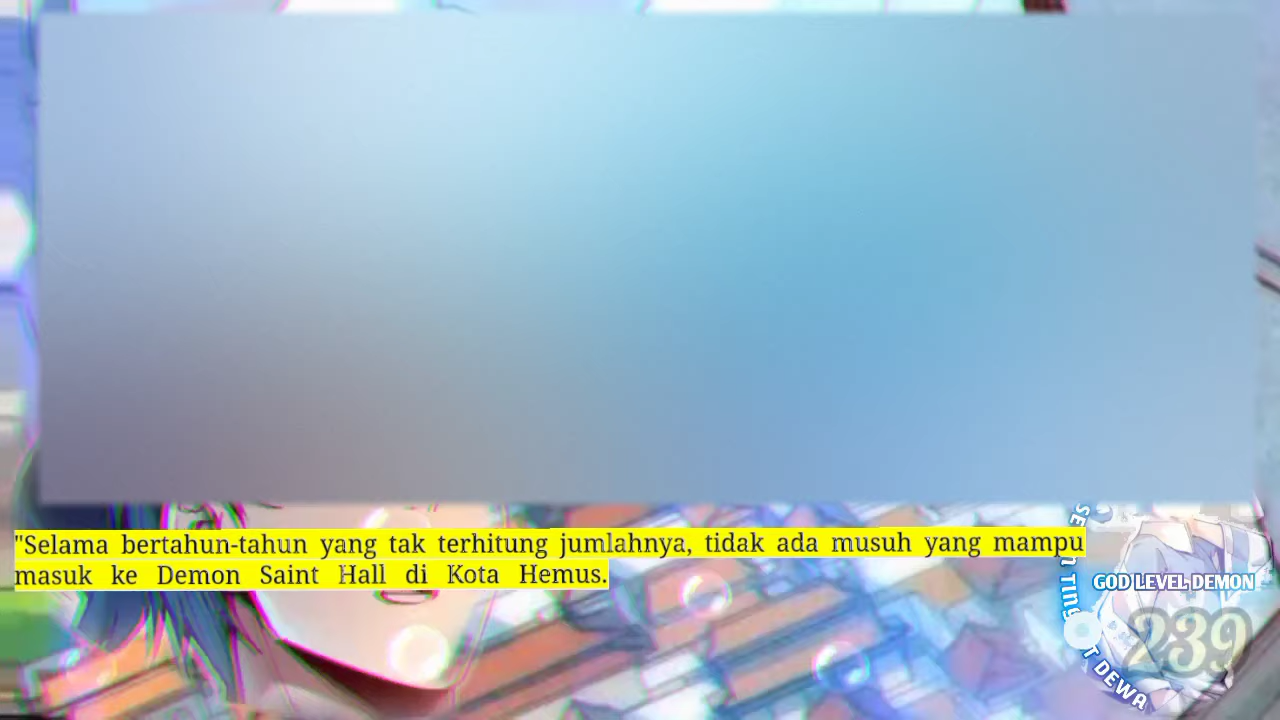 "Selama bertahun-tahun yang tak terhitung jumlahnya, tidak ada musuh yang mampu
masuk ke Demon Saint Hall di Kota Hemus.
GOD LEVEL DEMON
239
T DEWA